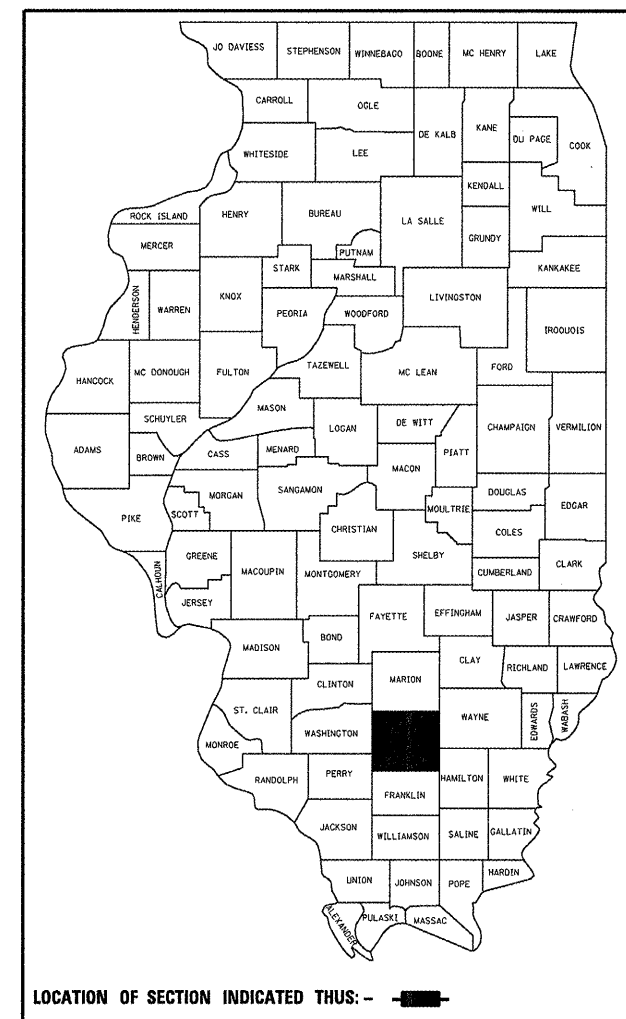 JO DAVIESS STEPHENSON WINNEBAGO BOONE MC HENRY LAKE
CARROLL OGLE DE KALB KANE DU PAGE COOK
WHITESIDE LEE
KENDALL WILL
ROCK ISLAND HENRY BUREAU LA SALLE GRUNDY
MERCER PUTNAM
STARK MARSHALL KANKAKEE
HENDERSON WARREN KNOX PEORIA WOODFORD LIVINGSTON IROQUOIS
HANCOCK MC DONOUGH FULTON TAZEWELL MC LEAN FORD
MASON
SCHUYLER LOGAN DE WITT CHAMPAIGN VERMILION
ADAMS BROWN CASS MENARD PIATT
MACON
MORGAN SANGAMON DOUGLAS
PIKE SCOTT MOULTRIE EDGAR
CHRISTIAN COLES
GREENE MACOUPIN MONTGOMERY SHELBY
CALHOUN CUMBERLAND CLARK
JERSEY
FAYETTE EFFINGHAM JASPER CRAWFORD
MADISON BOND
CLAY RICHLAND LAWRENCE
CLINTON MARION
ST. CLAIR WAYNE EDWARDS WABASH
WASHINGTON
MONROE
RANDOLPH PERRY HAMILTON WHITE
FRANKLIN
JACKSON WILLIAMSON SALINE GALLATIN
UNION JOHNSON POPE HARDIN
ALEXANDER PULASKI MASSAC
LOCATION OF SECTION INDICATED THUS: -